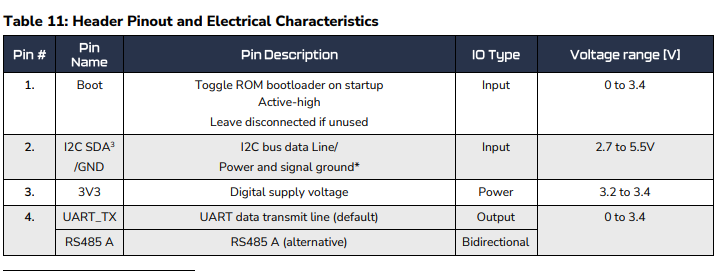 Table 11: Header Pinout and Electrical Characteristics
Pin # Pin Name Pin Description IO Type Voltage range [V]
1. Boot Toggle ROM bootloader on startup Input 0 to 3.4
Active-high
Leave disconnected if unused
2. I2C SDA³ I2C bus data Line/ Input 2.7 to 5.5V
/GND Power and signal ground*
3. 3V3 Digital supply voltage Power 3.2 to 3.4
4. UART_TX UART data transmit line (default) Output 0 to 3.4
RS485 A RS485 A (alternative) Bidirectional